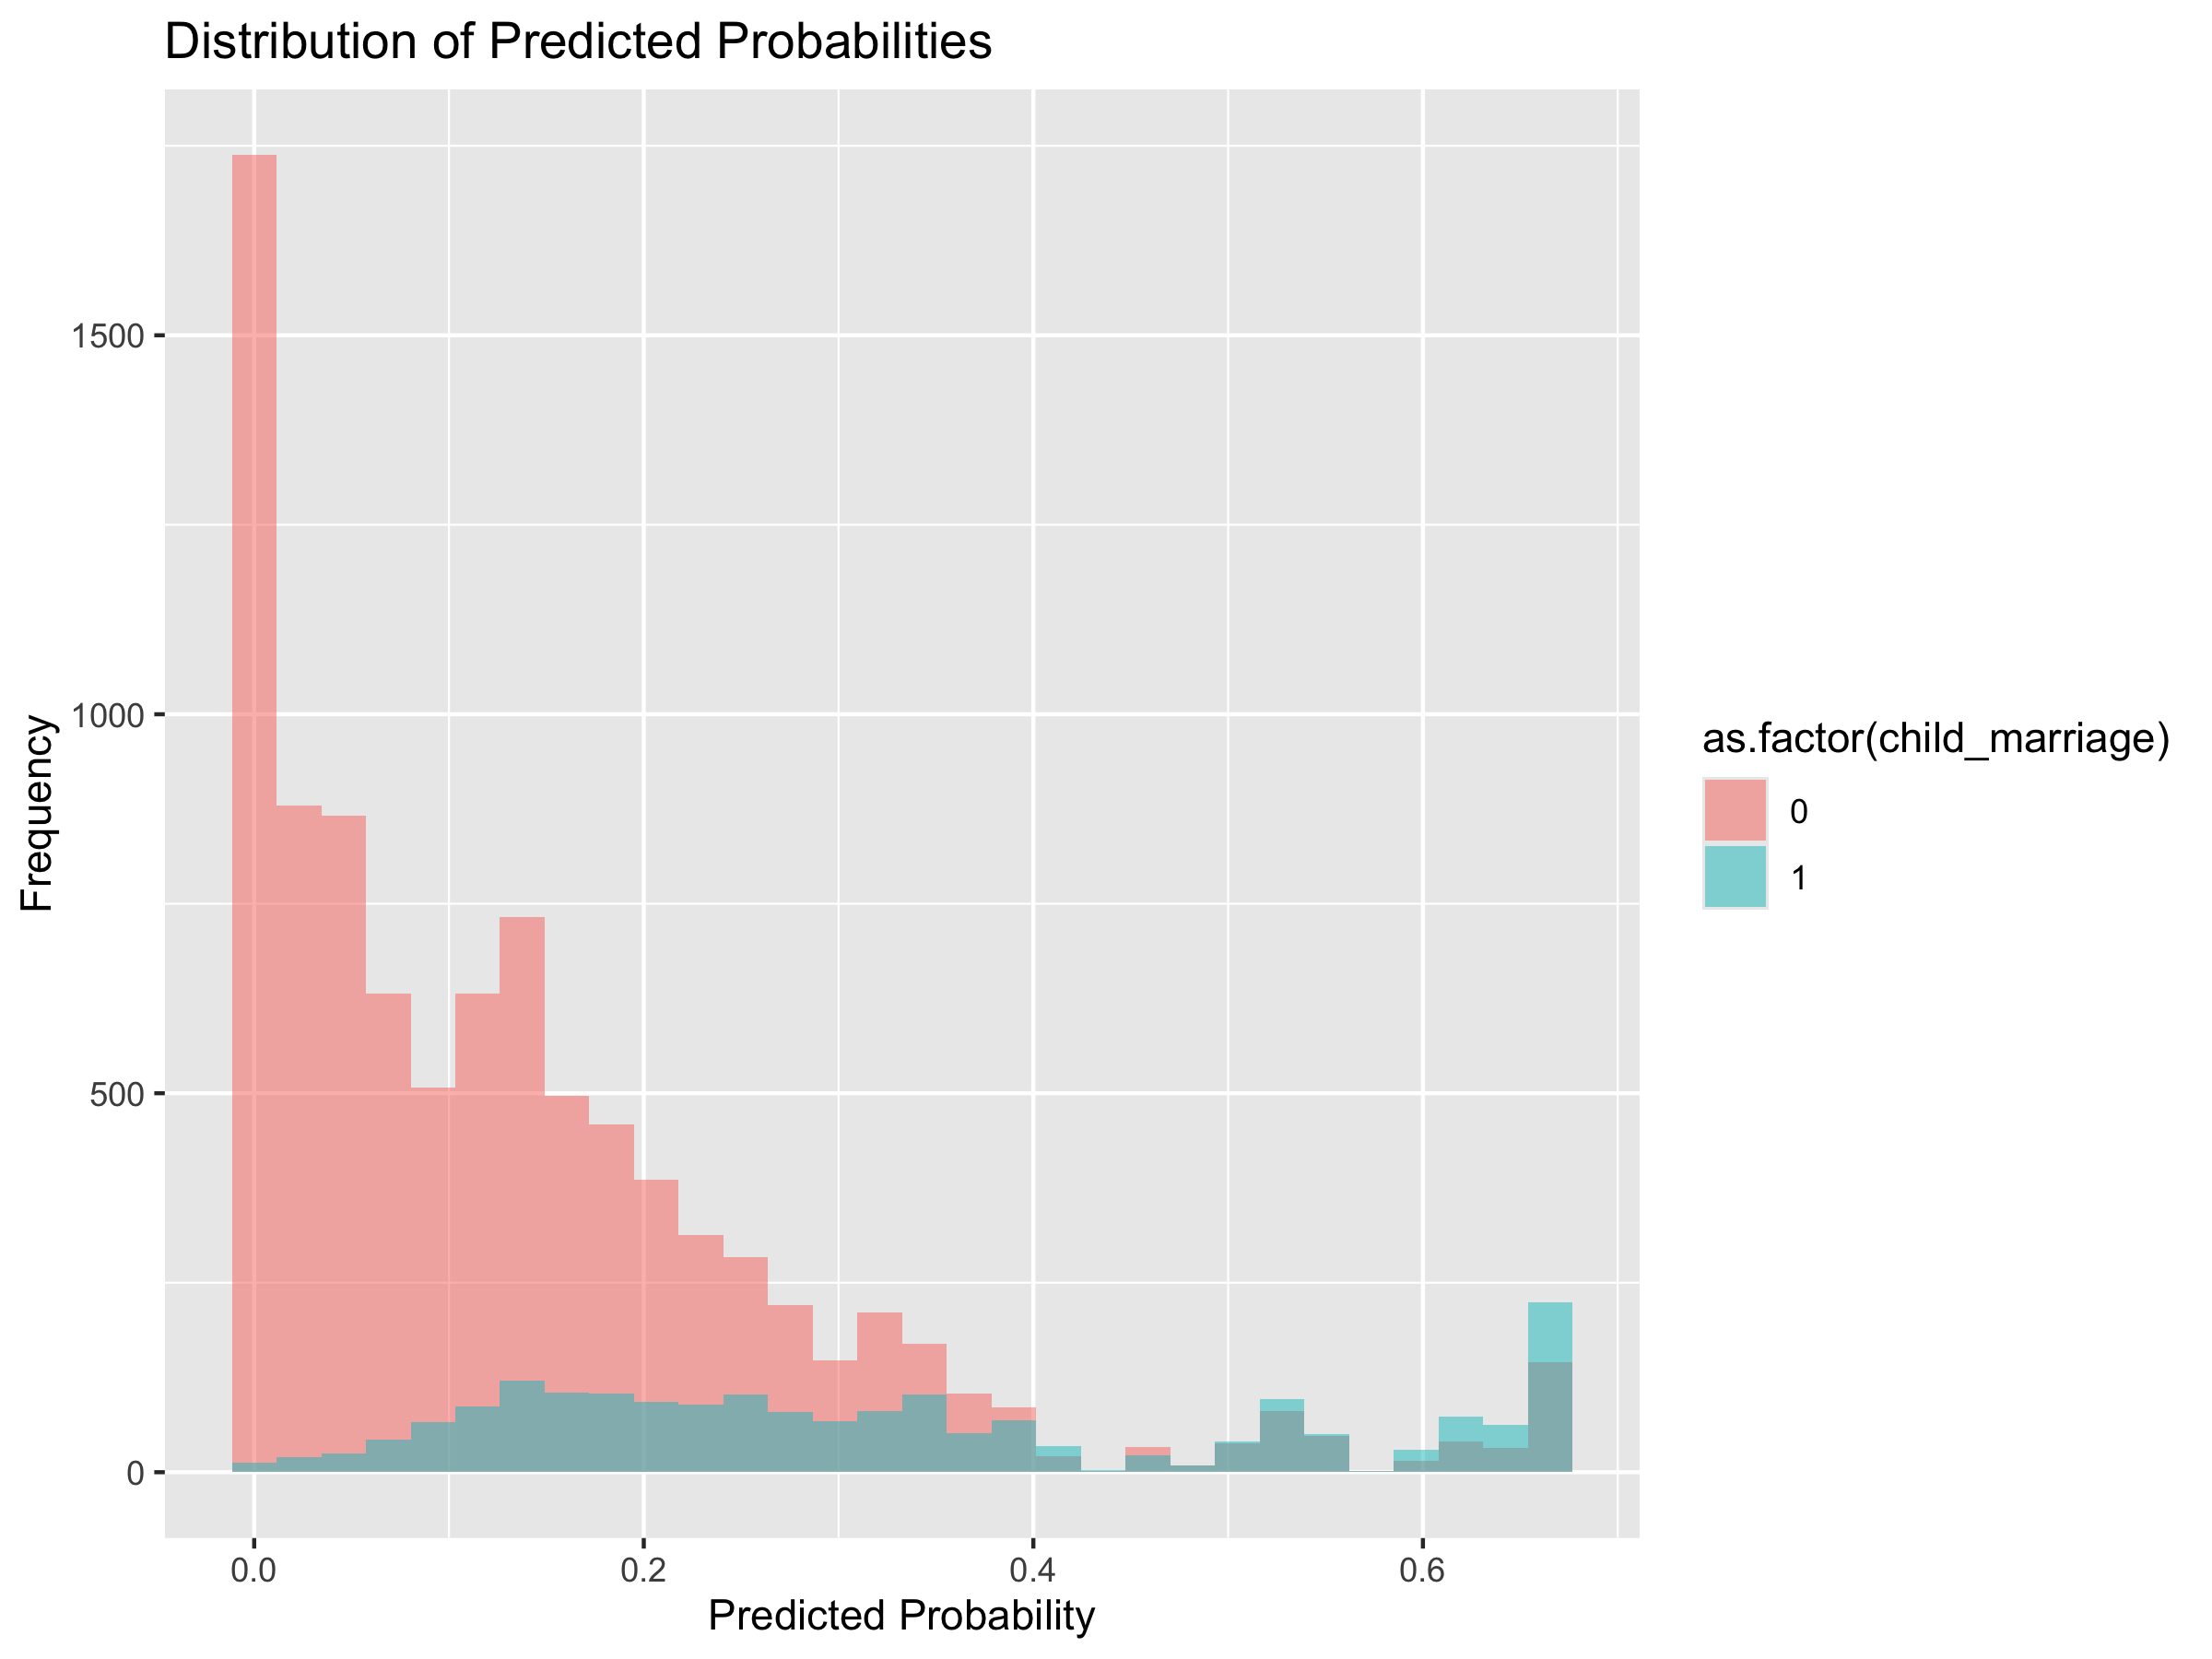 Distribution of Predicted Probabilities
1500
1000
500
0
Frequency
0.0 0.2 0.4 0.6
Predicted Probability
as.factor(child_marriage)
0
1